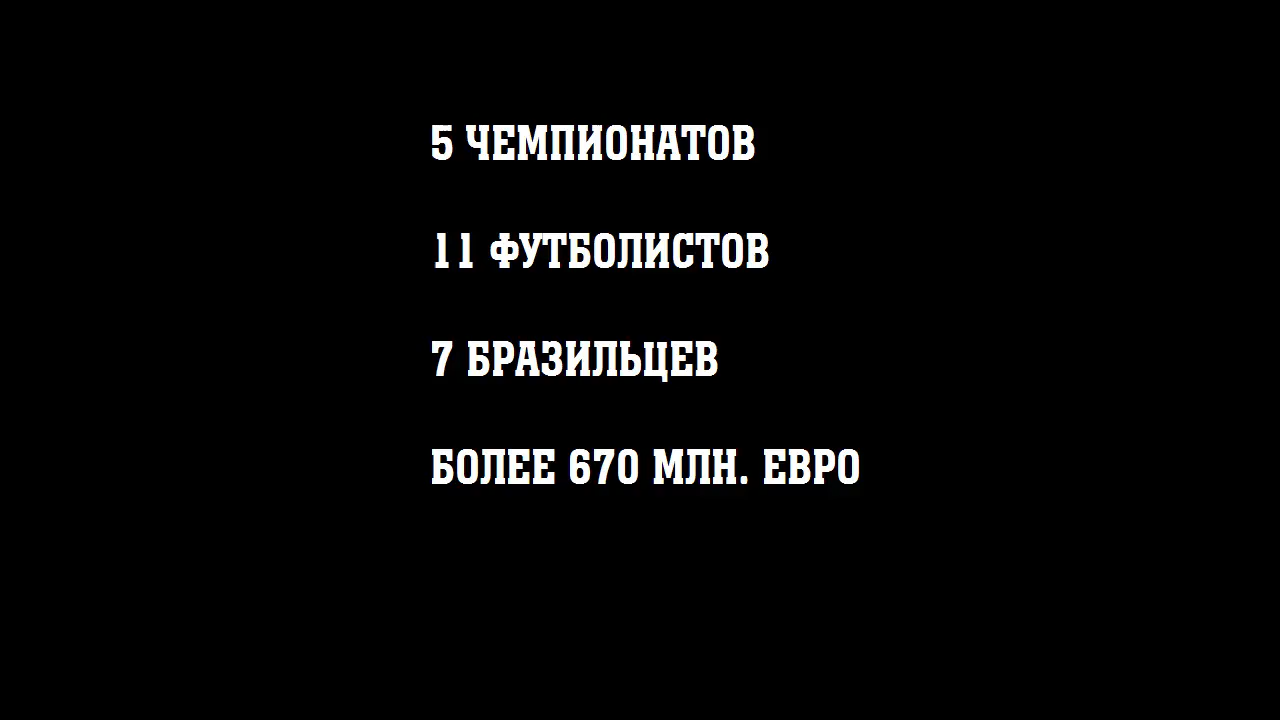 5 ЧЕМПИОНАТОВ
11 ФУТБОЛИСТОВ
7 БРАЗИЛЬЦЕВ
БОЛЕЕ 670 МЛН. ЕВРО